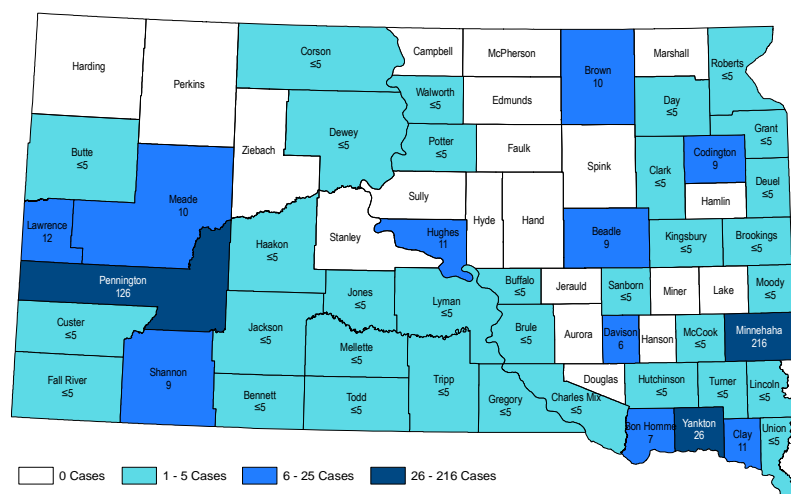 Harding
Perkins
Corson
≤5
Campbell
McPherson
Brown
10
Marshall
Roberts
≤5
Walworth
≤5
Edmunds
Day
≤5
Butte
≤5
Ziebach
Dewey
≤5
Potter
≤5
Faulk
Spink
Clark
≤5
Codington
9
Grant
≤5
Deuel
≤5
Hamlin
Meade
10
Lawrence
12
Sully
Hyde
Hand
Stanley
Hughes
11
Beadle
9
Kingsbury
≤5
Brookings
≤5
Haakon
≤5
Pennington
126
Jones
≤5
Lyman
≤5
Buffalo
≤5
Jerauld
Sanborn
≤5
Miner
Lake
Moody
≤5
Custer
≤5
Jackson
≤5
Brule
≤5
Aurora
Davison
6
Hanson
McCook
≤5
Minnehaha
216
Mellette
≤5
Fall River
≤5
Shannon
9
Bennett
≤5
Todd
≤5
Tripp
≤5
Gregory
≤5
Charles Mix
≤5
Douglas
Hutchinson
≤5
Turner
≤5
Lincoln
≤5
Bon Homme
7
Yankton
26
Clay
11
Union
≤5
0 Cases
1 - 5 Cases
6 - 25 Cases
26 - 216 Cases